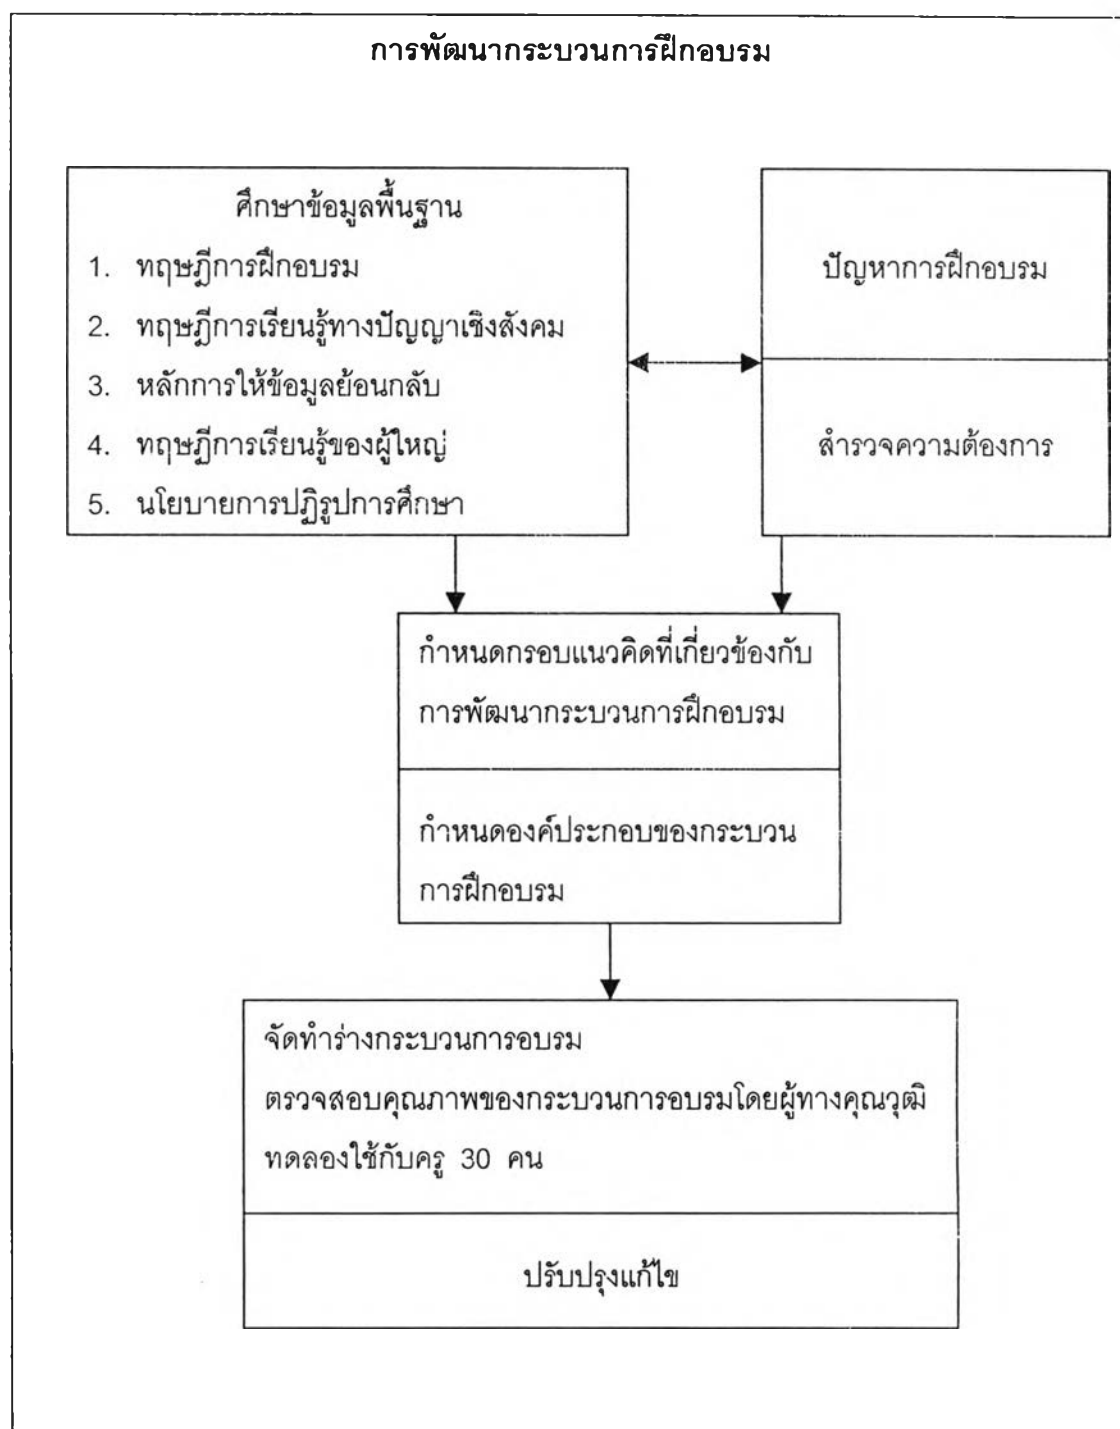 การพัฒนากระบวนการฝึกอบรม
ศึกษาข้อมูลพื้นฐาน
1. ทฤษฎีการฝึกอบรม
2. ทฤษฎีการเรียนรู้ทางปัญญาเชิงสังคม
3. หลักการให้ข้อมูลย้อนกลับ
4. ทฤษฎีการเรียนรู้ของผู้ใหญ่
5. นโยบายการปฏิรูปการศึกษา
ปัญหาการฝึกอบรม
สำรวจความต้องการ
กำหนดกรอบแนวคิดที่เกี่ยวข้องกับ
การพัฒนากระบวนการฝึกอบรม
กำหนดองค์ประกอบของกระบวน
การฝึกอบรม
จัดทำร่างกระบวนการอบรม
ตรวจสอบคุณภาพของกระบวนการอบรมโดยผู้ทางคุณวุฒิ
ทดลองใช้กับครู 30 คน
ปรับปรุงแก้ไข